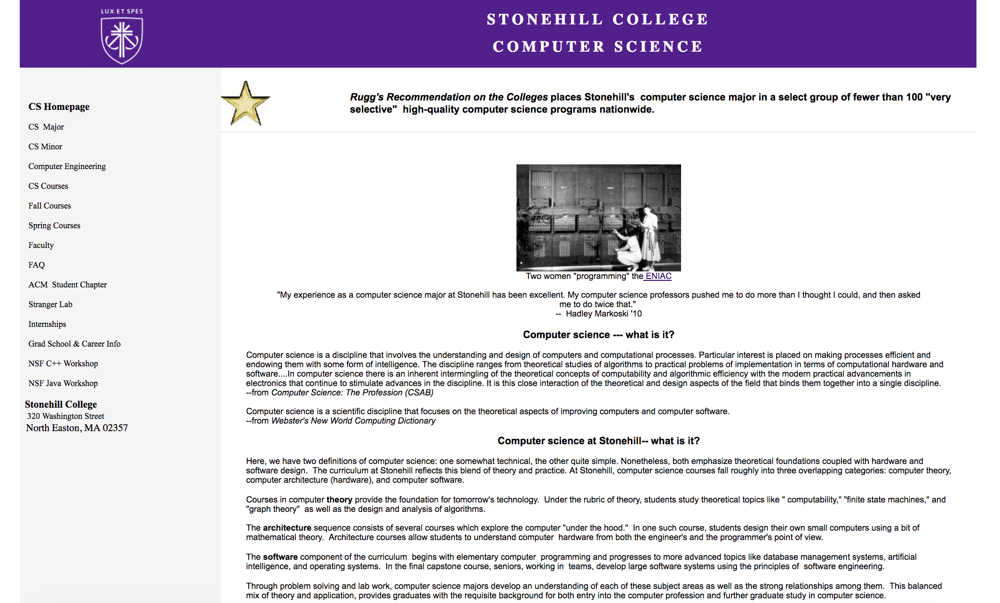 LUX ET SPES
STONEHILL COLLEGE
COMPUTER SCIENCE
CS Homepage
CS  Major
CS Minor
Computer Engineering
CS Courses
Fall Courses
Spring Courses
Faculty
FAQ
ACM  Student Chapter
Stranger Lab
Internships
Grad School & Career Info
NSF C++ Workshop
NSF Java Workshop
Stonehill College
320 Washington Street
North Easton, MA 02357
Rugg's Recommendation on the Colleges places Stonehill's  computer science major in a select group of fewer than 100 "very
selective"  high-quality computer science programs nationwide.
Two women "programming" the ENIAC
"My experience as a computer science major at Stonehill has been excellent. My computer science professors pushed me to do more than I thought I could, and then asked
me to do twice that."
--  Hadley Markoski '10
Computer science --- what is it?
Computer science is a discipline that involves the understanding and design of computers and computational processes. Particular interest is placed on making processes efficient and
endowing them with some form of intelligence. The discipline ranges from theoretical studies of algorithms to practical problems of implementation in terms of computational hardware and
software....In computer science there is an inherent intermingling of the theoretical concepts of computability and algorithmic efficiency with the modern practical advancements in
electronics that continue to stimulate advances in the discipline. It is this close interaction of the theoretical and design aspects of the field that binds them together into a single discipline.
--from Computer Science: The Profession (CSAB)
Computer science is a scientific discipline that focuses on the theoretical aspects of improving computers and computer software.
--from Webster's New World Computing Dictionary
Computer science at Stonehill-- what is it?
Here, we have two definitions of computer science: one somewhat technical, the other quite simple. Nonetheless, both emphasize theoretical foundations coupled with hardware and
software design.  The curriculum at Stonehill reflects this blend of theory and practice. At Stonehill, computer science courses fall roughly into three overlapping categories: computer theory,
computer architecture (hardware), and computer software.
Courses in computer theory provide the foundation for tomorrow's technology.  Under the rubric of theory, students study theoretical topics like " computability," "finite state machines," and
"graph theory"  as well as the design and analysis of algorithms.
The architecture sequence consists of several courses which explore the computer "under the hood."  In one such course, students design their own small computers using a bit of
mathematical theory.  Architecture courses allow students to understand computer  hardware from both the engineer's and the programmer's point of view.
The software component of the curriculum  begins with elementary computer  programming and progresses to more advanced topics like database management systems, artificial
intelligence, and operating systems.  In the final capstone course, seniors, working in  teams, develop large software systems using the principles of  software engineering.
Through problem solving and lab work, computer science majors develop an understanding of each of these subject areas as well as the strong relationships among them.  This balanced
mix of theory and application, provides graduates with the requisite background for both entry into the computer profession and further graduate study in computer science.